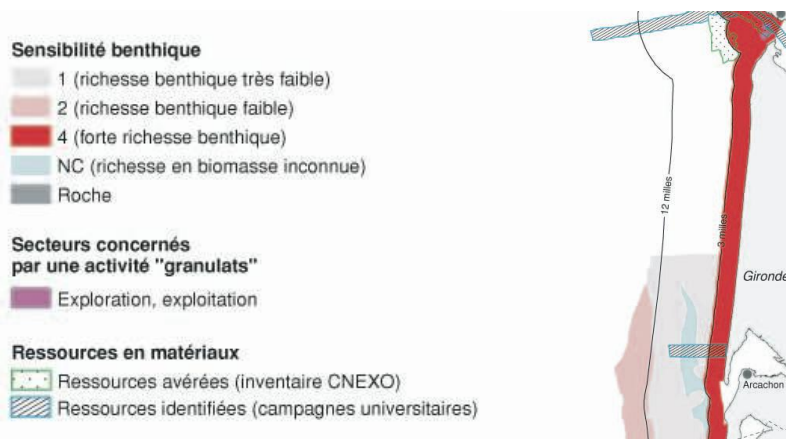 Sensibilité benthique
1 (richesse benthique très faible)
2 (richesse benthique faible)
4 (forte richesse benthique)
NC (richesse en biomasse inconnue)
Roche
Secteurs concernés
par une activité "granulats"
Exploration, exploitation
Ressources en matériaux
Ressources avérées (inventaire CNEXO)
Ressources identifiées (campagnes universitaires)
12 milles
3 milles
Gironde
Arcachon